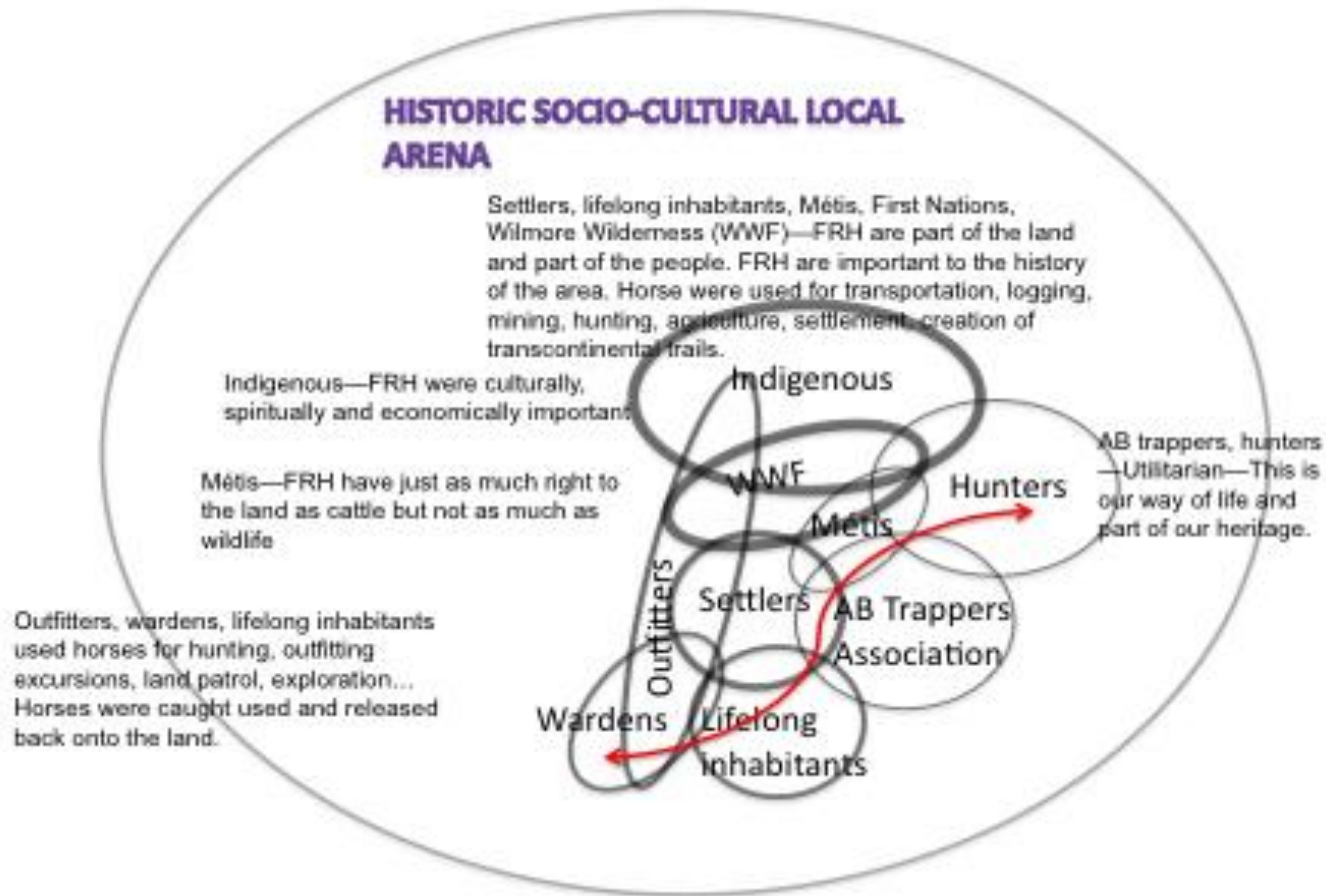 HISTORIC SOCIO-CULTURAL LOCAL
ARENA
Settlers, lifelong inhabitants, Métis, First Nations,
Wilmore Wilderness (WWF)—FRH are part of the land
and part of the people. FRH are important to the history
of the area. Horse were used for transportation, logging,
mining, hunting, agriculture, settlement, creation of
transcontinental trails.
Indigenous—FRH were culturally,
spiritually and economically important
Métis—FRH have just as much right to
the land as cattle but not as much as
wildlife
Outfitters, wardens, lifelong inhabitants
used horses for hunting, outfitting
excursions, land patrol, exploration...
Horses were caught used and released
back onto the land.
Indigenous
WWF
Hunters
Métis
AB trappers, hunters
—Utilitarian—This is
our way of life and
part of our heritage.
Outfitters
Settlers
AB Trappers
Association
Wardens
Lifelong
inhabitants